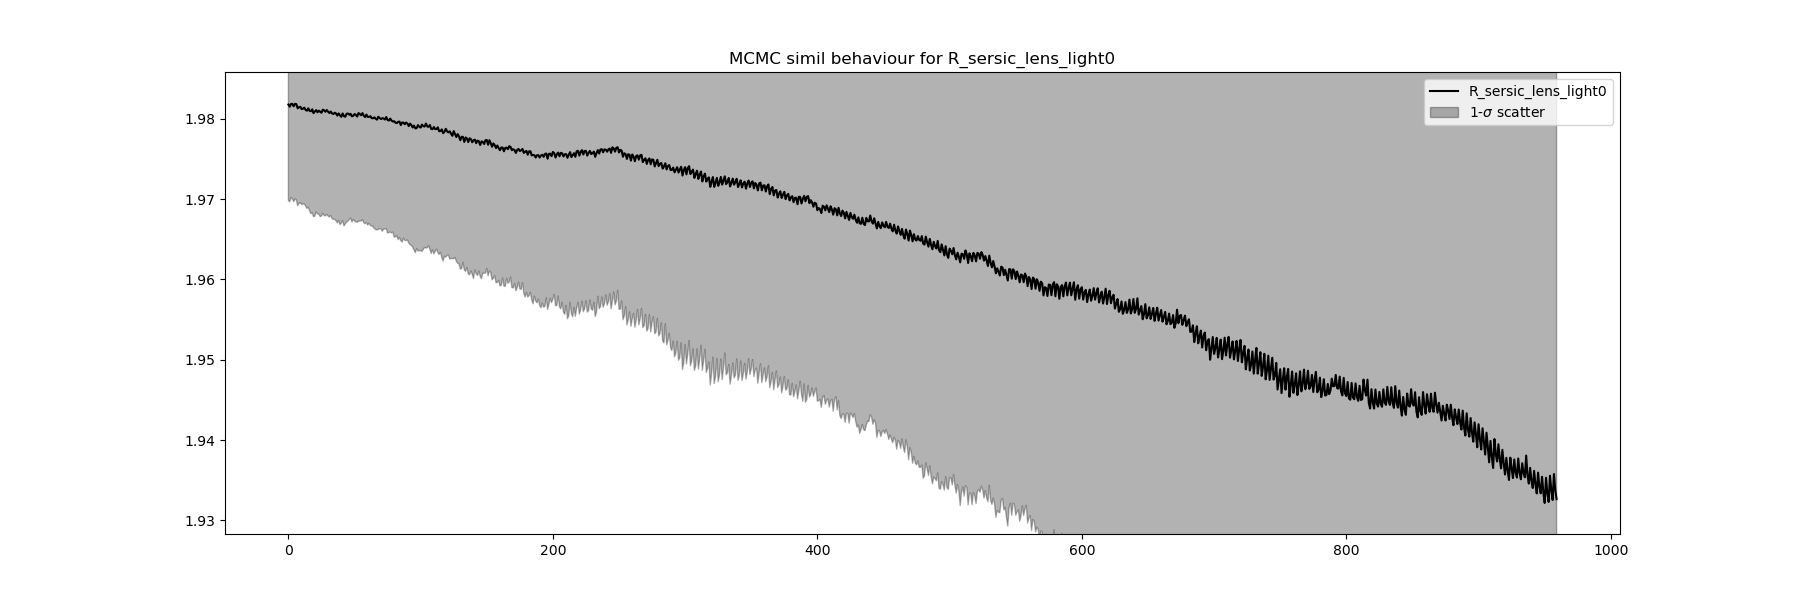 MCMC simil behaviour for R_sersic_lens_light0
R_sersic_lens_light0
1-σ scatter
1.98
1.97
1.96
1.95
1.94
1.93
0 200 400 600 800 1000